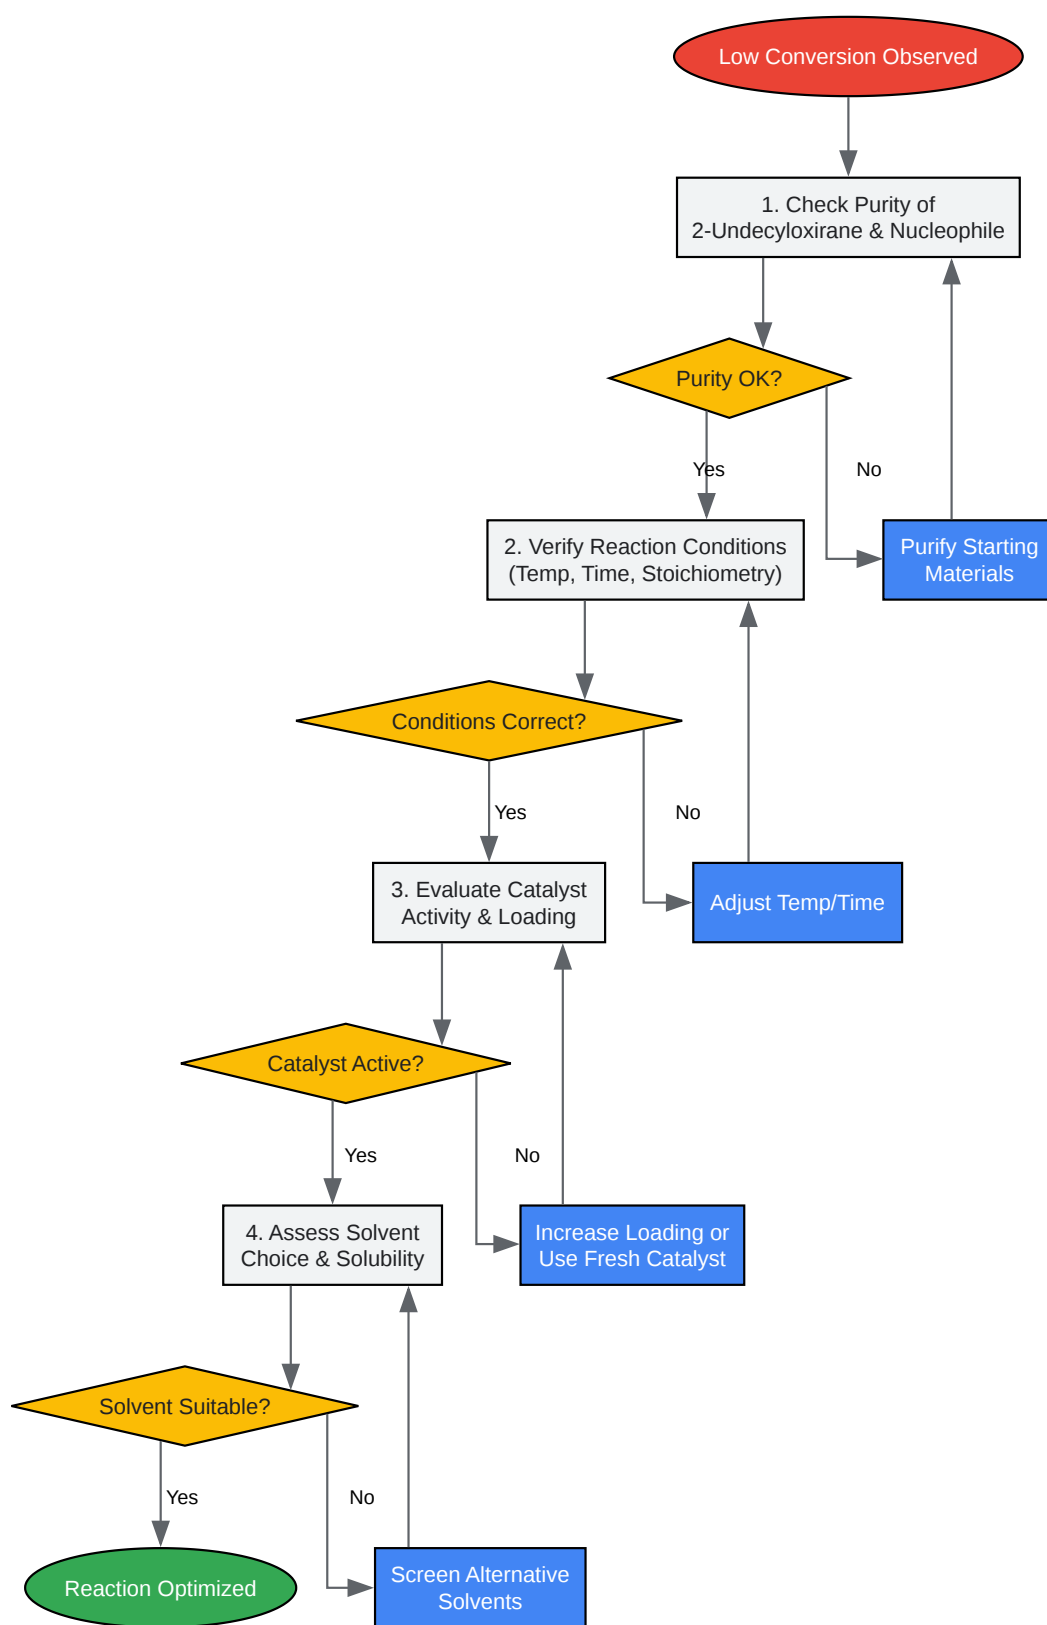 Low Conversion Observed
1. Check Purity of
2-Undecyloxirane & Nucleophile
Purity OK?
Yes
No
2. Verify Reaction Conditions
(Temp, Time, Stoichiometry)
Purify Starting
Materials
Conditions Correct?
Yes
No
3. Evaluate Catalyst
Activity & Loading
Adjust Temp/Time
Catalyst Active?
Yes
No
4. Assess Solvent
Choice & Solubility
Increase Loading or
Use Fresh Catalyst
Solvent Suitable?
Yes
No
Reaction Optimized
Screen Alternative
Solvents